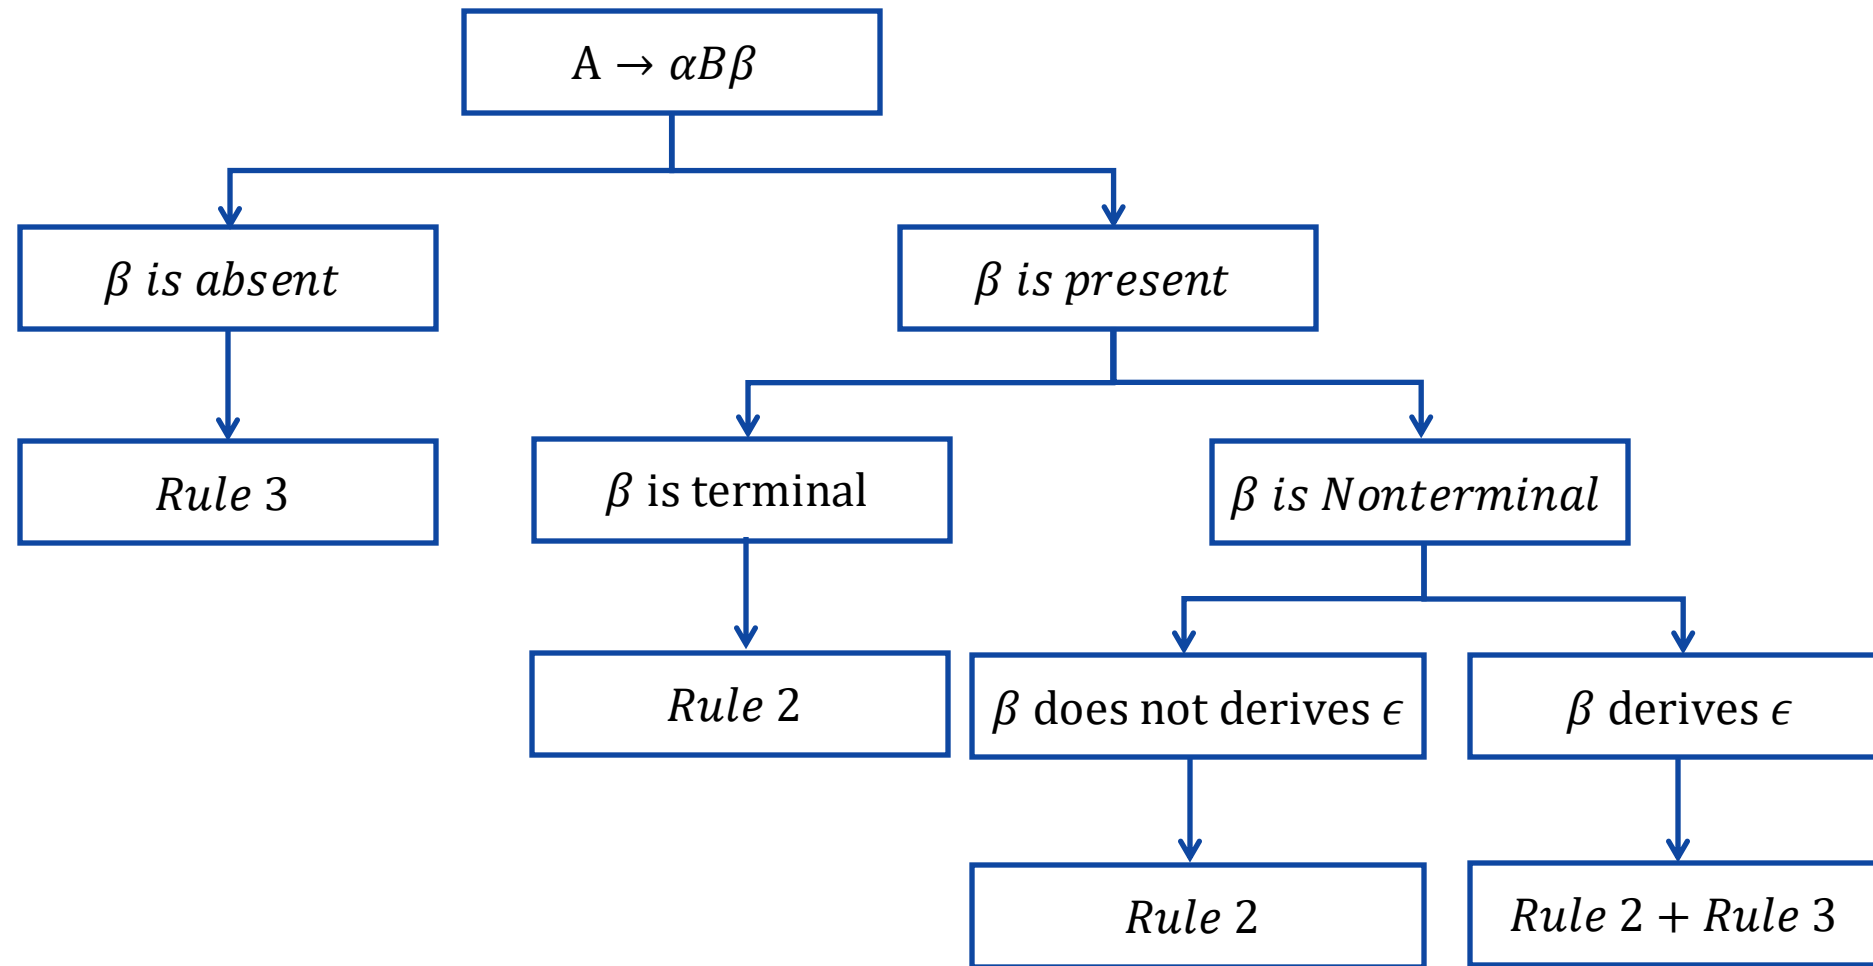 A → αBβ
β is absent
β is present
Rule 3
β is terminal
β is Nonterminal
Rule 2
β does not derives ϵ
β derives ϵ
Rule 2
Rule 2 + Rule 3